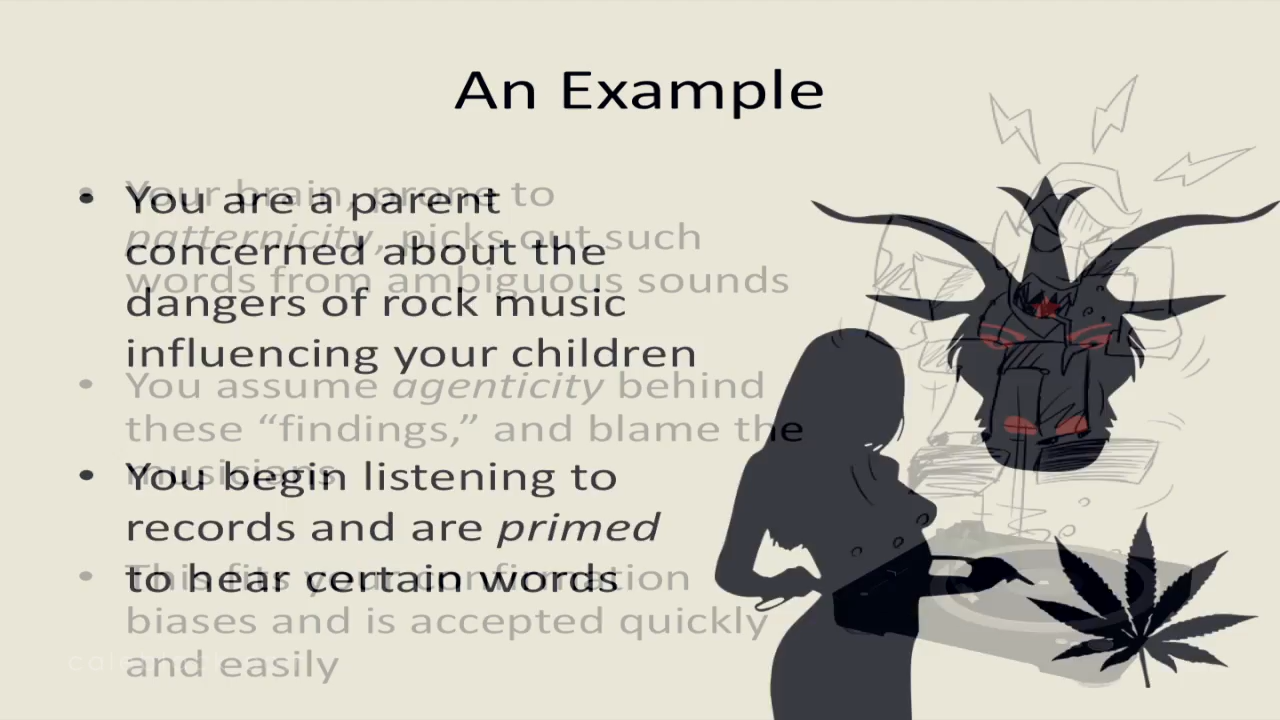 An Example
• You are a parent
concerned about the
dangers of rock music
influencing your children
• You begin listening to
records and are primed
to hear certain words
• Your brain, prone to
patternicity, picks out such
words from ambiguous sounds
• You assume agenticity behind
these “findings,” and blame the
musicians
• This fits your confirmation
biases and is accepted quickly
and easily